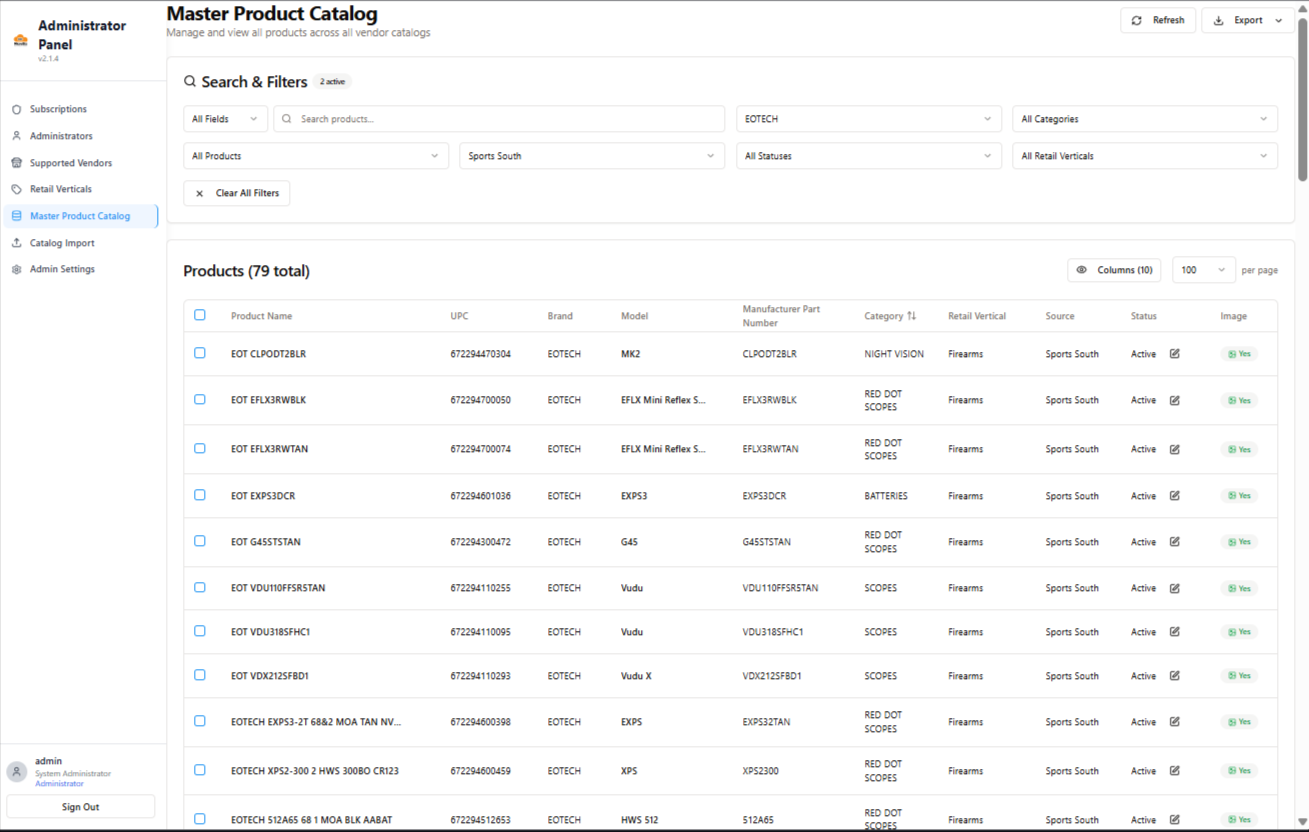 Administrator
Panel
v2.1.4
Subscriptions
Administrators
Supported Vendors
Retail Verticals
Master Product Catalog
Catalog Import
Admin Settings
admin
System Administrator
Administrator
Sign Out
Master Product Catalog
Manage and view all products across all vendor catalogs
Refresh
Export
Search & Filters 2 active
All Fields Search products... EOTECH All Categories
All Products Sports South All Statuses All Retail Verticals
Clear All Filters
Products (79 total) Columns (10) 100 per page
Product Name UPC Brand Model Manufacturer Part Number Category Retail Vertical Source Status Image
EOT CLPODT2BLR 672294470304 EOTECH MK2 CLPODT2BLR NIGHT VISION Firearms Sports South Active Yes
EOT EFLX3RWBLK 672294700050 EOTECH EFLX Mini Reflex S... EFLX3RWBLK RED DOT SCOPES Firearms Sports South Active Yes
EOT EFLX3RWTAN 672294700074 EOTECH EFLX Mini Reflex S... EFLX3RWTAN RED DOT SCOPES Firearms Sports South Active Yes
EOT EXPS3DCR 672294601036 EOTECH EXPS3 EXPS3DCR BATTERIES Firearms Sports South Active Yes
EOT G45STSTAN 672294300472 EOTECH G45 G45STSTAN RED DOT SCOPES Firearms Sports South Active Yes
EOT VDU110FFSR5TAN 672294110255 EOTECH Vudu VDU110FFSR5TAN SCOPES Firearms Sports South Active Yes
EOT VDU318SFHC1 672294110095 EOTECH Vudu VDU318SFHC1 SCOPES Firearms Sports South Active Yes
EOT VDX212SFBD1 672294110293 EOTECH Vudu X VDX212SFBD1 SCOPES Firearms Sports South Active Yes
EOTECH EXPS3-2T 68&2 MOA TAN NV... 672294600398 EOTECH EXPS EXPS32TAN RED DOT SCOPES Firearms Sports South Active Yes
EOTECH XPS2-300 2 HWS 300BO CR123 672294600459 EOTECH XPS XPS2300 RED DOT SCOPES Firearms Sports South Active Yes
EOTECH 512A65 68 1 MOA BLK AABAT 672294512653 EOTECH HWS 512 512A65 RED DOT SCOPES Firearms Sports South Active Yes